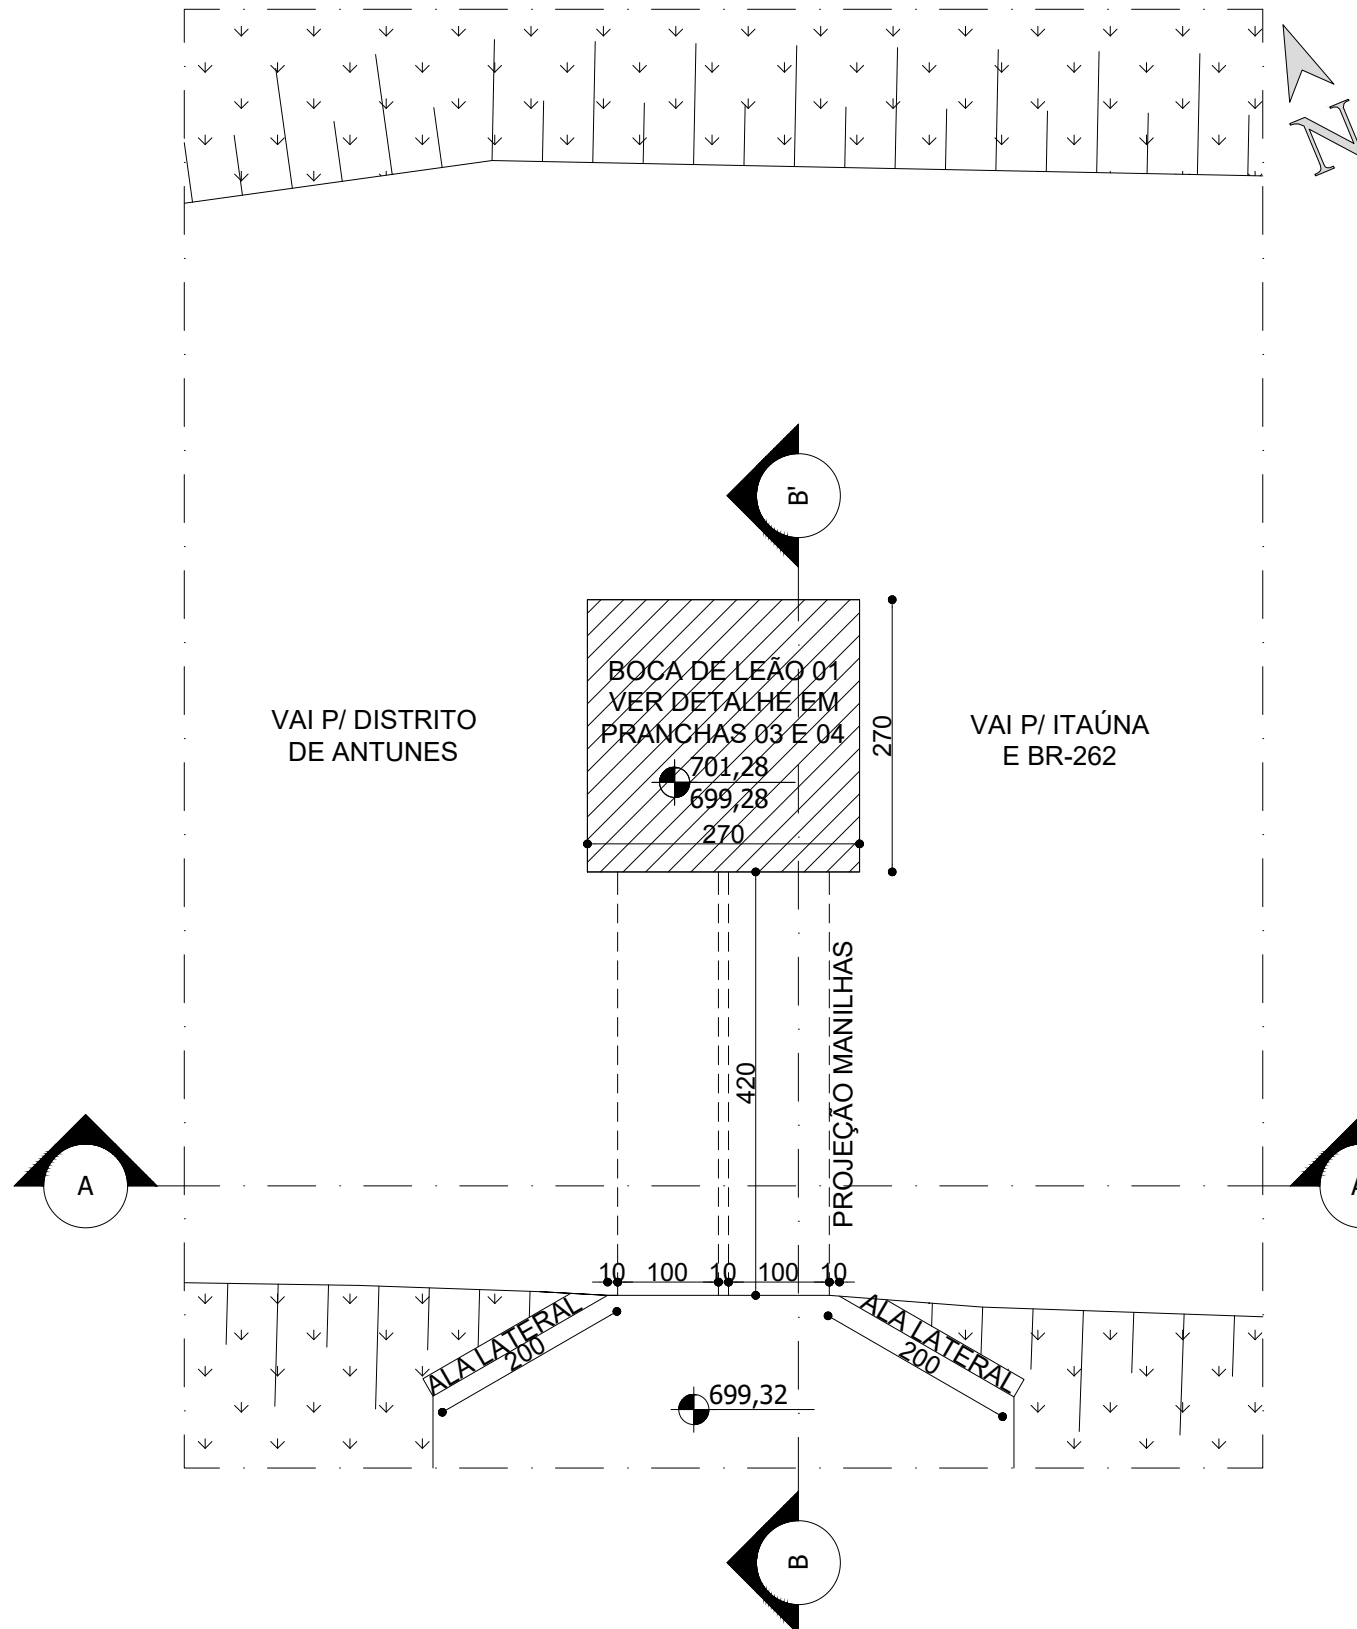 N
B'
BOCA DE LEÃO 01
VER DETALHE EM
PRANCHAS 03 E 04
701,28
699,28
270
270
VAI P/ DISTRITO
DE ANTUNES
VAI P/ ITAÚNA
E BR-262
420
PROJEÇÃO MANILHAS
A
A
10 100 10 100 10
ALA LATERAL
200
ALA LATERAL
200
699,32
B